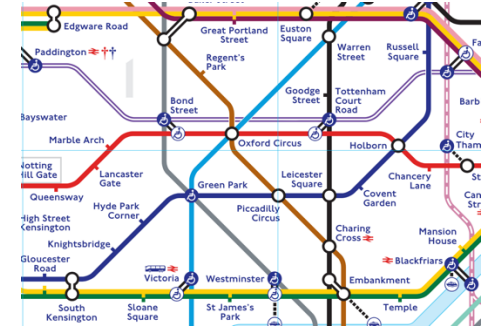 Edgware Road
Great Portland
Street
Euston
Square
Warren
Street
Russell
Square
Paddington
Regent's
Park
Goodge
Street
Tottenham
Court
Road
Barb
Bayswater
Bond
Street
Marble Arch
Oxford Circus
Holborn
City
Tham
Notting
Hill Gate
Lancaster
Gate
Chancery
Lane
St
Queensway
Green Park
Leicester
Square
Covent
Garden
Hyde Park
Corner
Piccadilly
Circus
High Street
Kensington
Knightsbridge
Charing
Cross
Mansion
House
Gloucester
Road
Victoria
Westminster
Blackfriars
Embankment
South
Kensington
Sloane
Square
St James's
Park
Temple